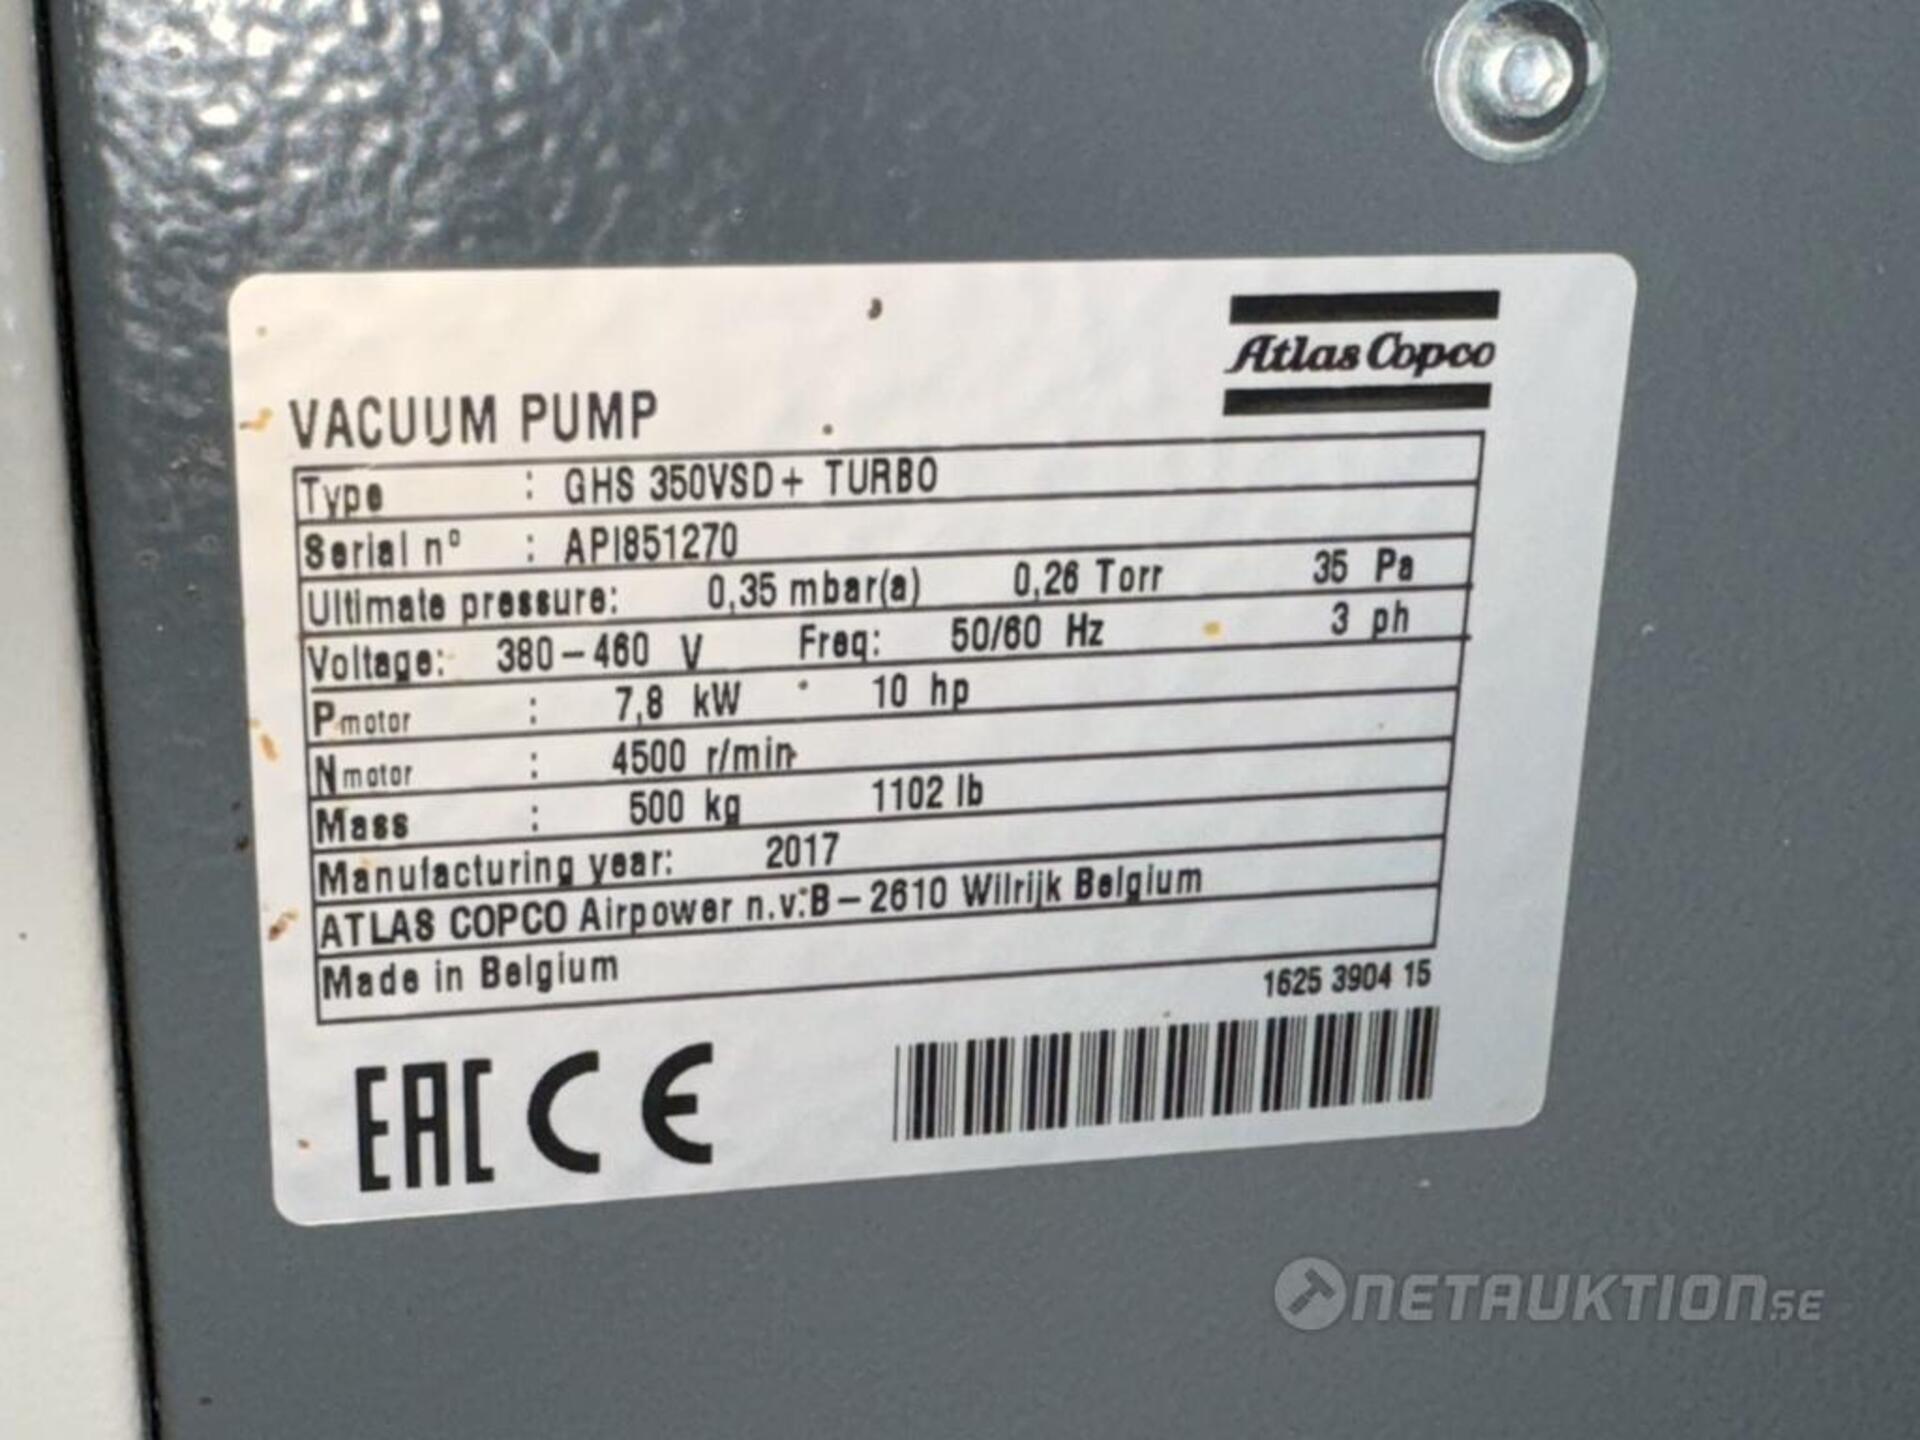 Atlas Copco
VACUUM PUMP
Type : GHS 350VSD+ TURBO
Serial n° : API851270
Ultimate pressure: 0,35 mbar(a) 0,26 Torr 35 Pa
Voltage: 380-460 V Freq: 50/60 Hz 3 ph
Pmotor : 7,8 kW 10 hp
Nmotor : 4500 r/min
Mass : 500 kg 1102 lb
Manufacturing year: 2017
ATLAS COPCO Airpower n.v. B-2610 Wilrijk Belgium
Made in Belgium
1625 3904 15
EAC CE
NETAUKTION.SE